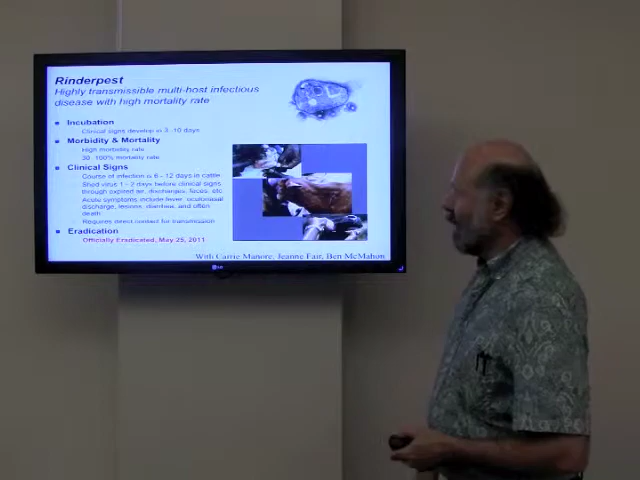 Rinderpest
Highly transmissible multi-host infectious
disease with high mortality rate
Incubation
Clinical signs develop in 3-10 days
Morbidity & Mortality
High morbidity rate
30-100% mortality rate
Clinical Signs
Course of infection is 6 - 12 days in cattle
Shed virus 1 - 2 days before clinical signs
through expired air, discharges, feces, etc
Acute symptoms include fever, oculonasal
discharge, lesions, diarrhea, and often
death
Requires direct contact for transmission
Eradication
Officially Eradicated, May 25, 2011
With Carrie Manore, Jeanne Fair, Ben McMahon
LG